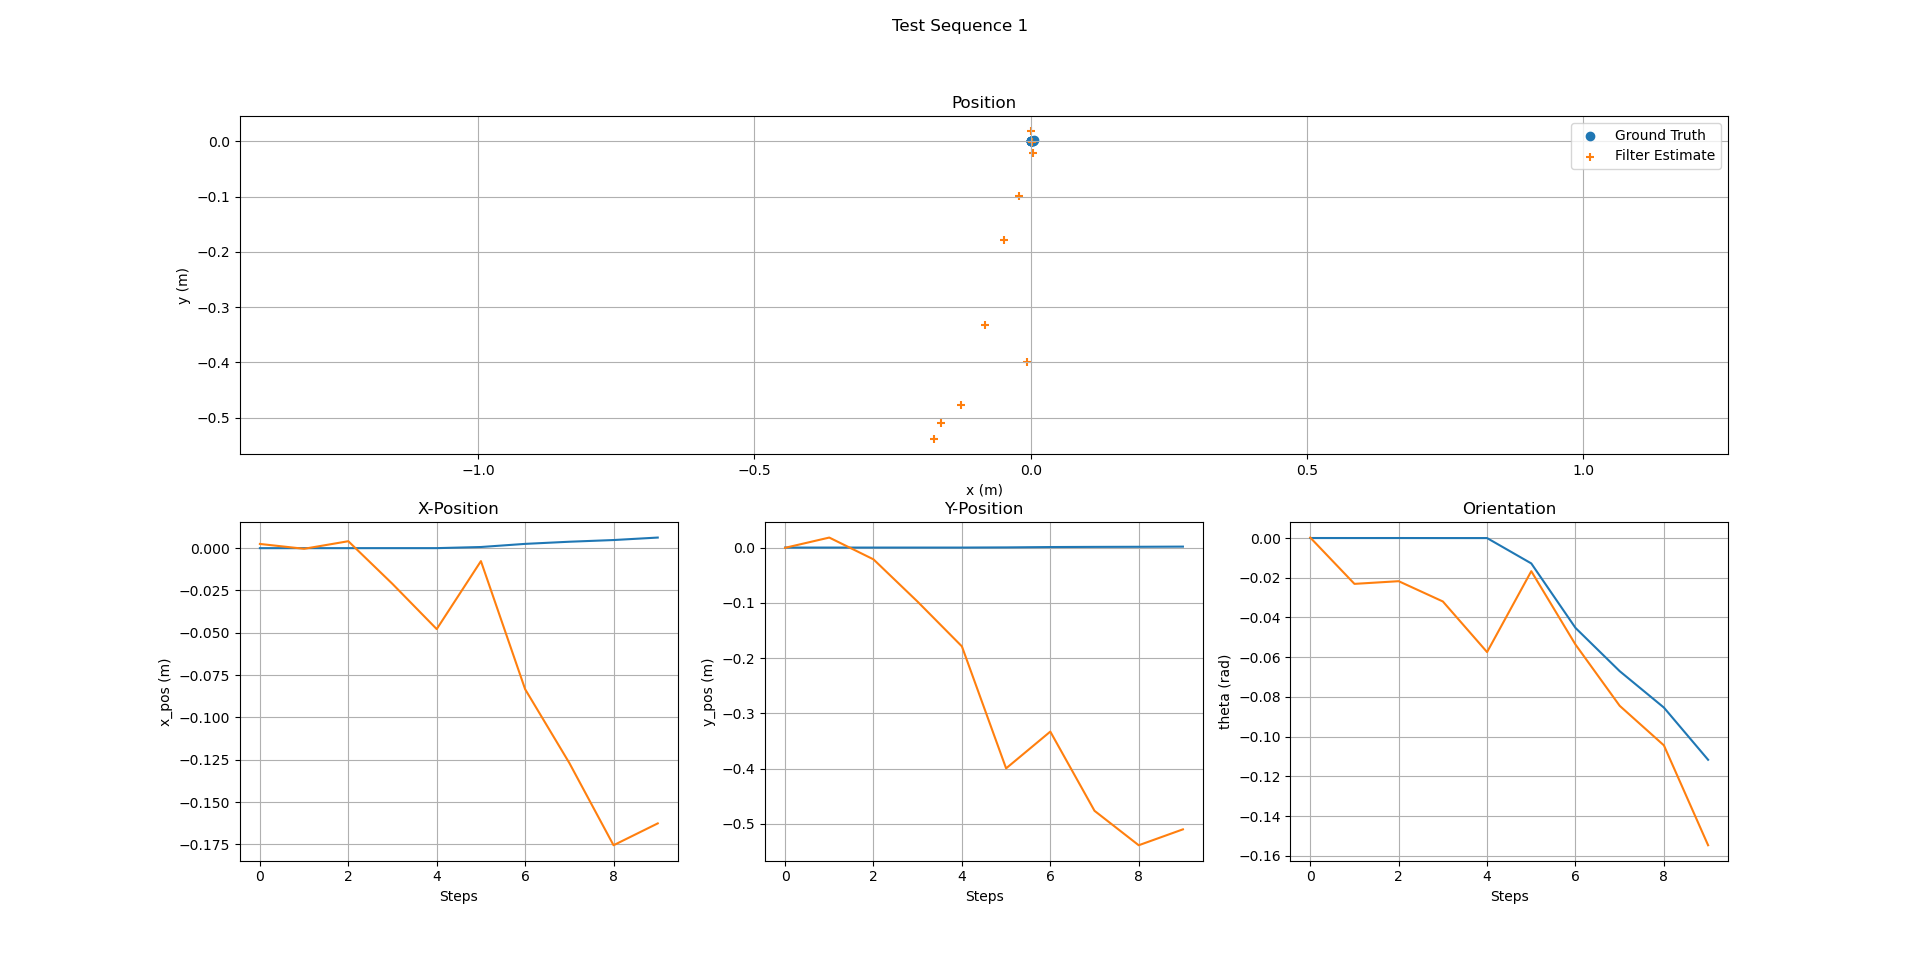 Test Sequence 1
Position
Ground Truth
Filter Estimate
0.0
−0.1
−0.2
−0.3
−0.4
−0.5
y (m)
−1.0 −0.5 0.0 0.5 1.0
x (m)
X-Position
0.000
−0.025
−0.050
−0.075
−0.100
−0.125
−0.150
−0.175
x_pos (m)
0 2 4 6 8
Steps
Y-Position
0.0
−0.1
−0.2
−0.3
−0.4
−0.5
y_pos (m)
0 2 4 6 8
Steps
Orientation
0.00
−0.02
−0.04
−0.06
−0.08
−0.10
−0.12
−0.14
−0.16
theta (rad)
0 2 4 6 8
Steps